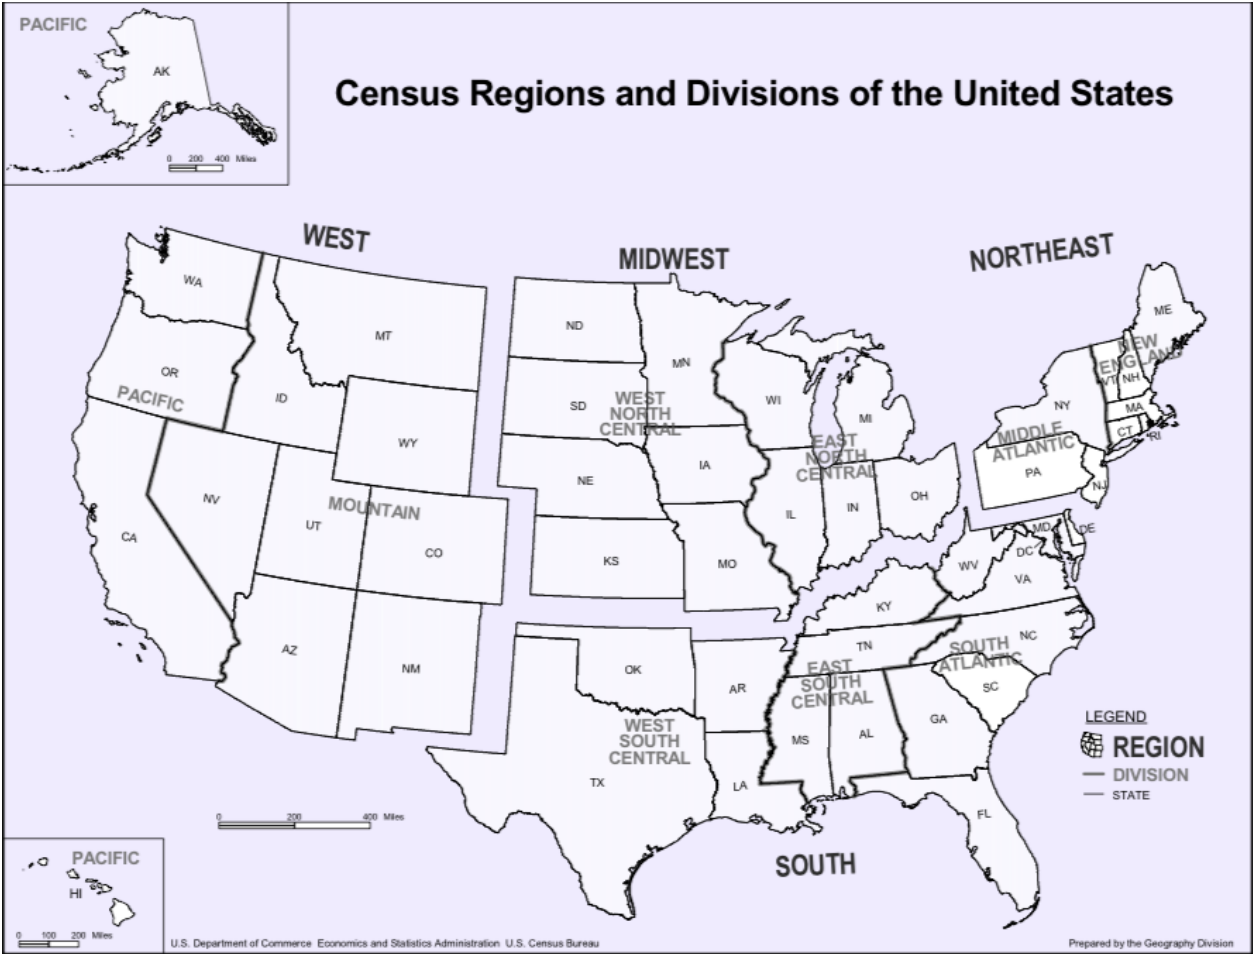 PACIFIC
AK
0 200 400 Miles
Census Regions and Divisions of the United States
WEST
MIDWEST
NORTHEAST
WA
MT
OR
ID
PACIFIC
WY
NV
UT
MOUNTAIN
CO
CA
AZ
NM
ND
MN
SD
WEST
NORTH
CENTRAL
NE
IA
KS
MO
WI
MI
EAST
NORTH
CENTRAL
IL
IN
OH
ME
NEW
ENGLAND
VT
NH
MA
CT
RI
NY
MIDDLE
ATLANTIC
PA
NJ
MD
DE
DC
WV
VA
KY
TN
NC
SOUTH
ATLANTIC
SC
EAST
SOUTH
CENTRAL
GA
MS
AL
FL
OK
AR
WEST
SOUTH
CENTRAL
TX
LA
SOUTH
LEGEND
REGION
DIVISION
STATE
0 200 400 Miles
PACIFIC
HI
0 100 200 Miles
U.S. Department of Commerce Economics and Statistics Administration U.S. Census Bureau
Prepared by the Geography Division